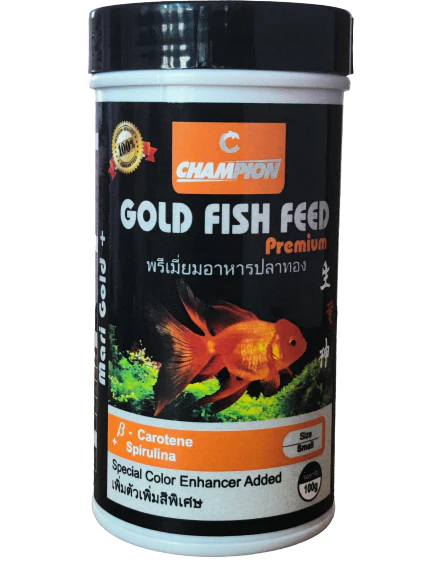 100%
CHAMPION
GOLD FISH FEED
Premium
พรีเมี่ยมอาหารปลาทอง
Mari Gold +
β - Carotene
+ Spirulina
Size
Small
Special Color Enhancer Added
เพิ่มตัวเพิ่มสีพิเศษ
100g